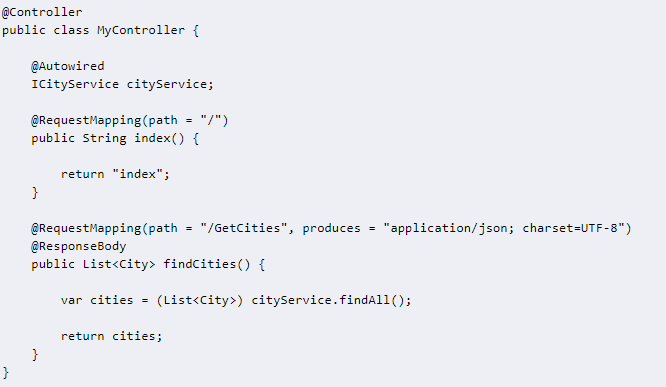 @Controller
public class MyController {
@Autowired
ICityService cityService;
@RequestMapping(path = "/")
public String index() {
return "index";
}
@RequestMapping(path = "/GetCities", produces = "application/json; charset=UTF-8")
@ResponseBody
public List<City> findCities() {
var cities = (List<City>) cityService.findAll();
return cities;
}
}